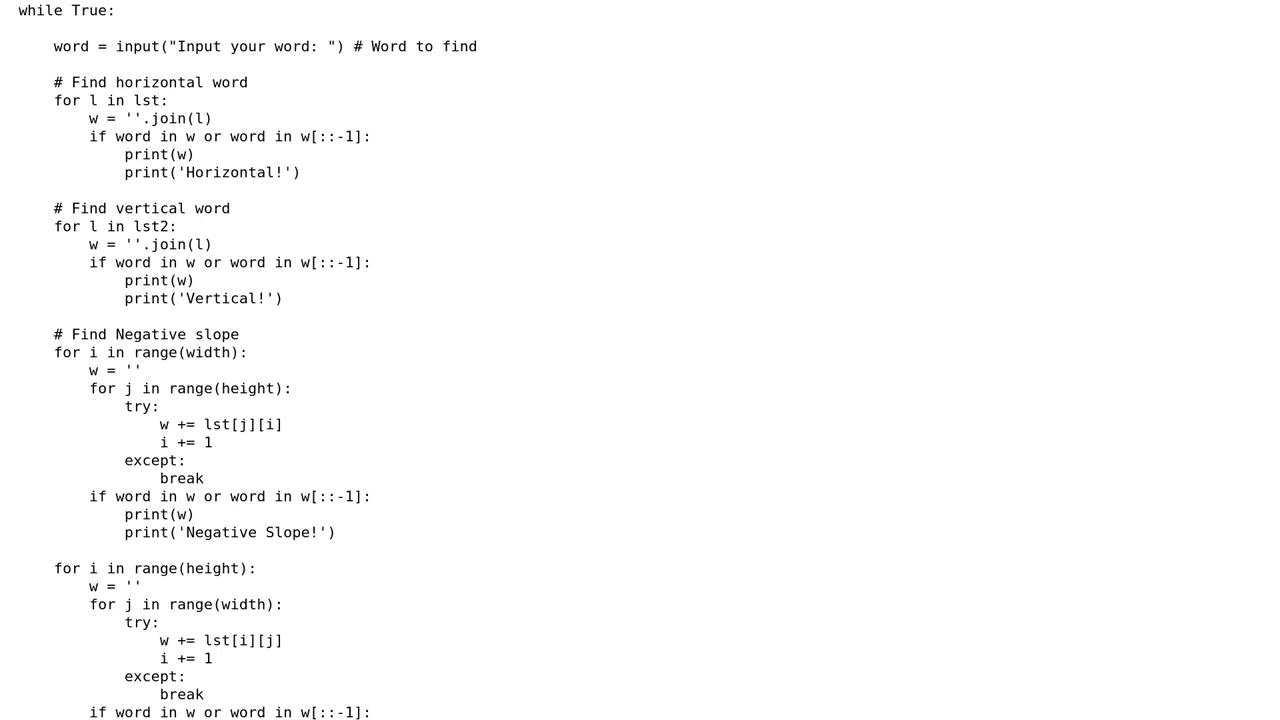 while True:

    word = input("Input your word: ") # Word to find

    # Find horizontal word
    for l in lst:
        w = ''.join(l)
        if word in w or word in w[::-1]:
            print(w)
            print('Horizontal!')

    # Find vertical word
    for l in lst2:
        w = ''.join(l)
        if word in w or word in w[::-1]:
            print(w)
            print('Vertical!')

    # Find Negative slope
    for i in range(width):
        w = ''
        for j in range(height):
            try:
                w += lst[j][i]
                i += 1
            except:
                break
        if word in w or word in w[::-1]:
            print(w)
            print('Negative Slope!')

    for i in range(height):
        w = ''
        for j in range(width):
            try:
                w += lst[i][j]
                i += 1
            except:
                break
        if word in w or word in w[::-1]: